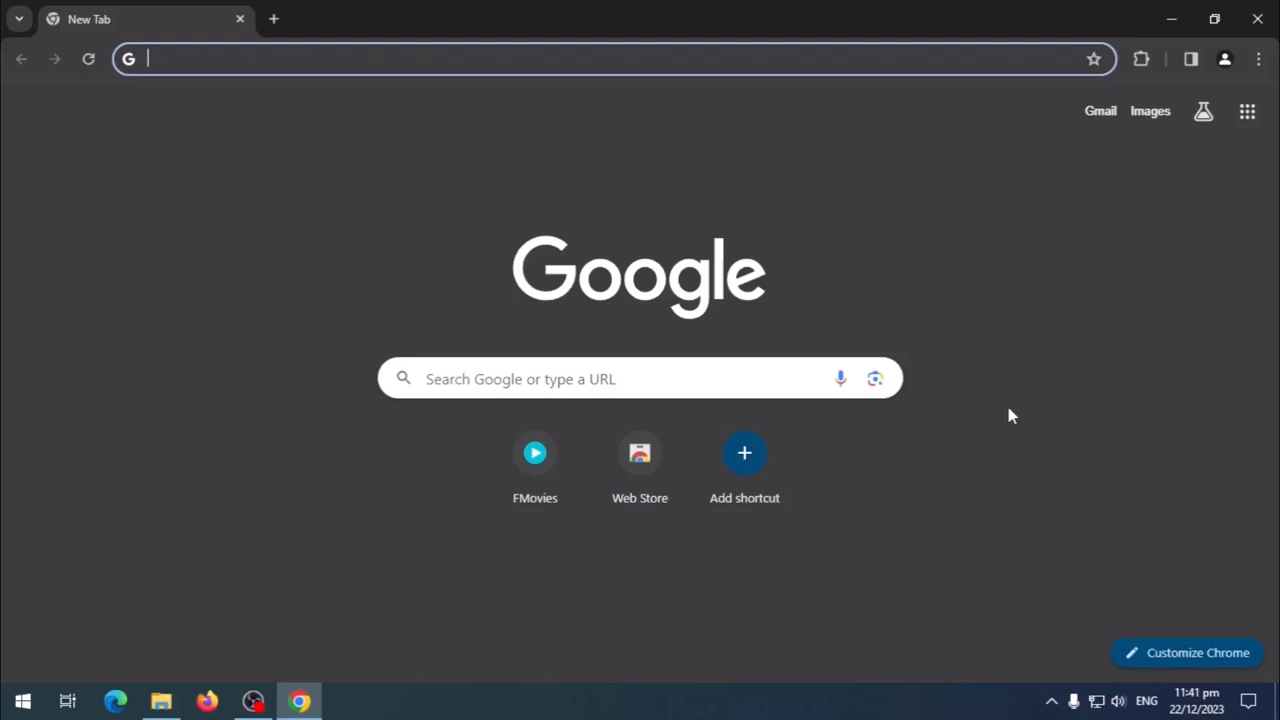 New Tab
Gmail Images
Google
Search Google or type a URL
FMovies Web Store Add shortcut
Customize Chrome
ENG
11:41 pm
22/12/2023